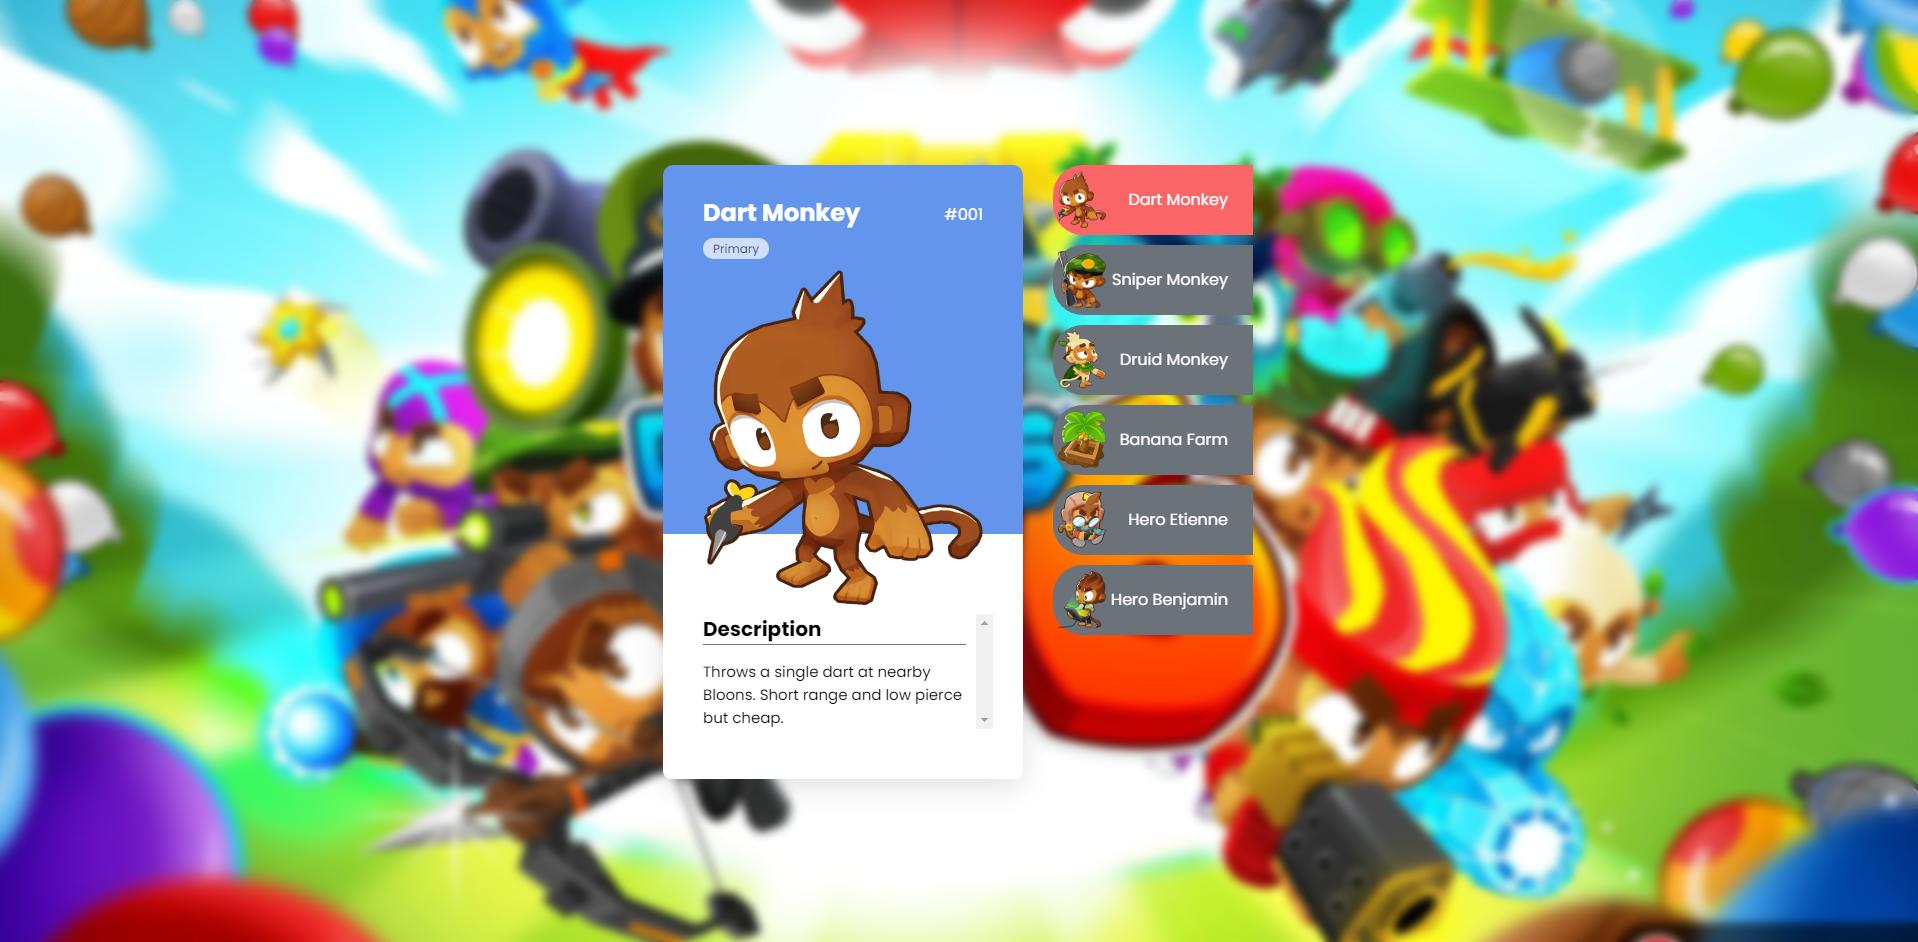 Dart Monkey
#001
Primary
Description
Throws a single dart at nearby
Bloons. Short range and low pierce
but cheap.
Dart Monkey
Sniper Monkey
Druid Monkey
Banana Farm
Hero Etienne
Hero Benjamin